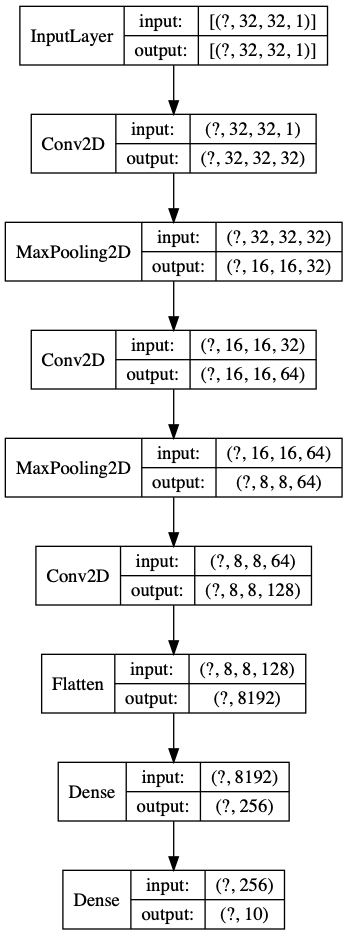 InputLayer
input: [(?, 32, 32, 1)]
output: [(?, 32, 32, 1)]
Conv2D
input: (?, 32, 32, 1)
output: (?, 32, 32, 32)
MaxPooling2D
input: (?, 32, 32, 32)
output: (?, 16, 16, 32)
Conv2D
input: (?, 16, 16, 32)
output: (?, 16, 16, 64)
MaxPooling2D
input: (?, 16, 16, 64)
output: (?, 8, 8, 64)
Conv2D
input: (?, 8, 8, 64)
output: (?, 8, 8, 128)
Flatten
input: (?, 8, 8, 128)
output: (?, 8192)
Dense
input: (?, 8192)
output: (?, 256)
Dense
input: (?, 256)
output: (?, 10)